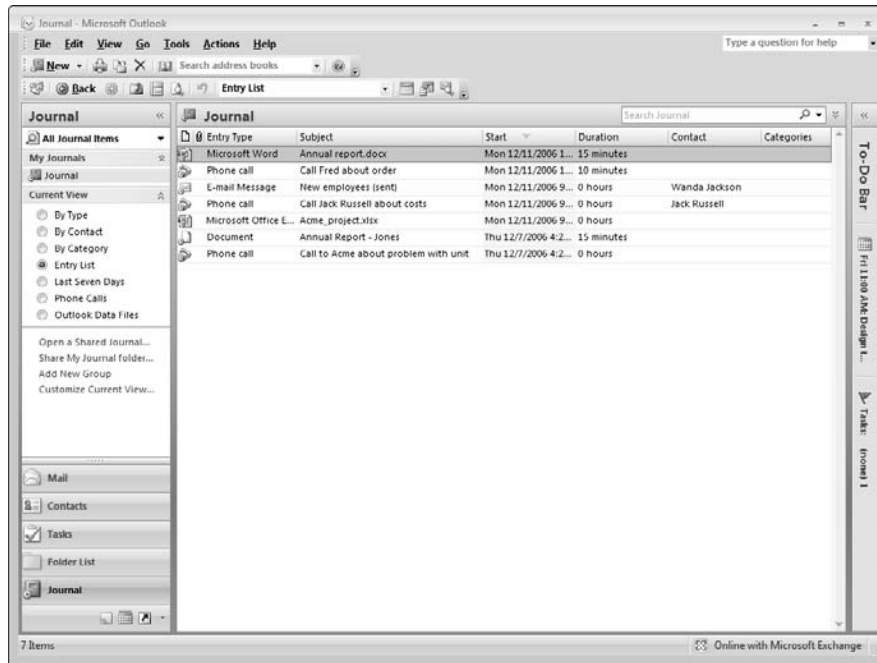 Journal - Microsoft Outlook
File Edit View Go Tools Actions Help
Type a question for help
New Search address books
Back Entry List
Journal
All Journal Items
My Journals
Journal
Current View
By Type
By Contact
By Category
Entry List
Last Seven Days
Phone Calls
Outlook Data Files
Open a Shared Journal...
Share My Journal folder...
Add New Group
Customize Current View...
Mail
Contacts
Tasks
Folder List
Journal
Journal Search Journal
Entry Type Subject Start Duration Contact Categories
Microsoft Word Annual report.docx Mon 12/11/2006 1... 15 minutes
Phone call Call Fred about order Mon 12/11/2006 1... 10 minutes
E-mail Message New employees (sent) Mon 12/11/2006 9... 0 hours Wanda Jackson
Phone call Call Jack Russell about costs Mon 12/11/2006 9... 0 hours Jack Russell
Microsoft Office E... Acme_project.xlsx Mon 12/11/2006 9... 0 hours
Document Annual Report - Jones Thu 12/7/2006 4:2... 15 minutes
Phone call Call to Acme about problem with unit Thu 12/7/2006 4:2... 0 hours
To-Do Bar
Fri 11:00 AM: Design t...
Tasks: (none) 1
7 Items
Online with Microsoft Exchange